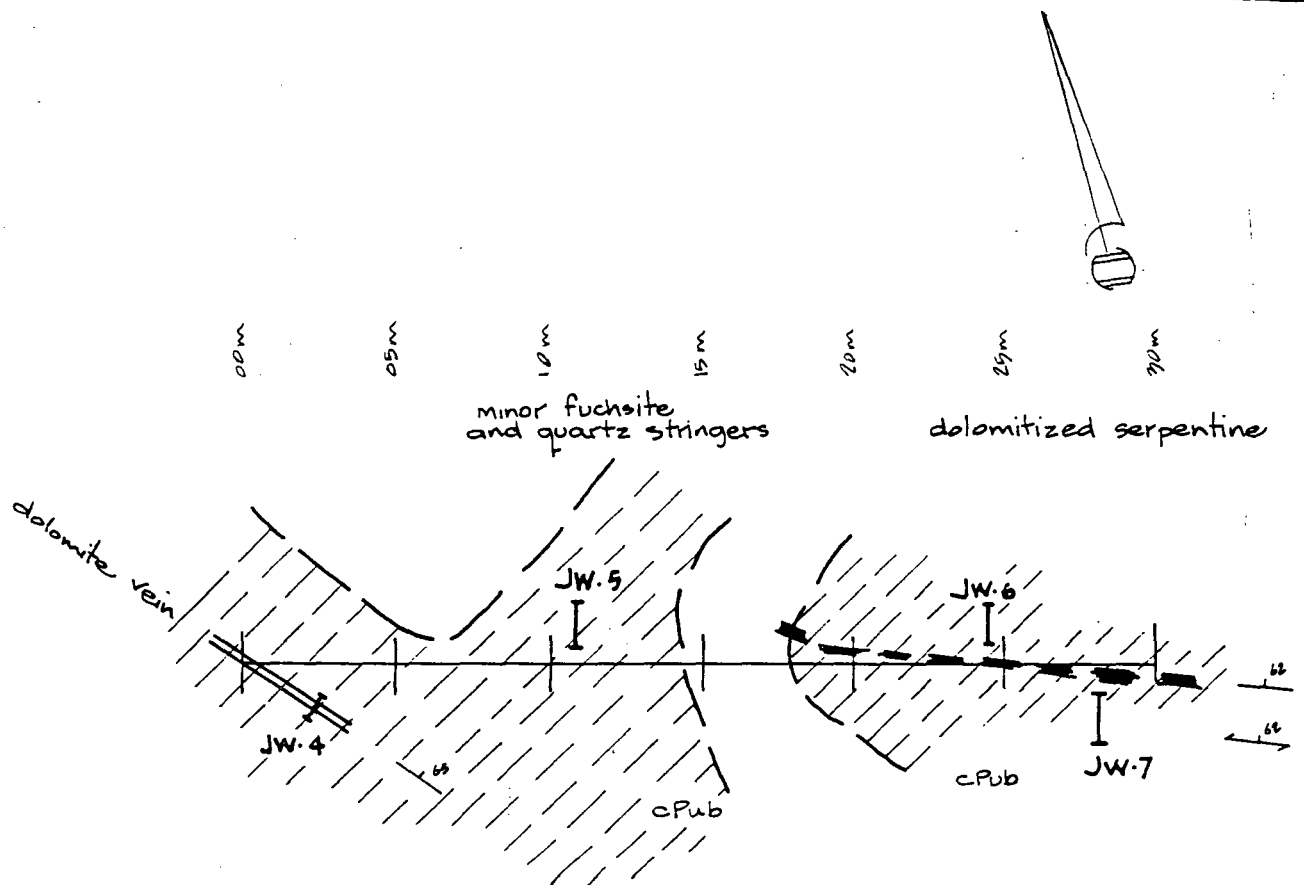 00m
05m
10m
15m
20m
25m
30m
minor fuchsite
and quartz stringers
dolomitized serpentine
dolomite vein
JW.5
JW.6
62
62
JW.4
65
cPub
cPub
JW.7